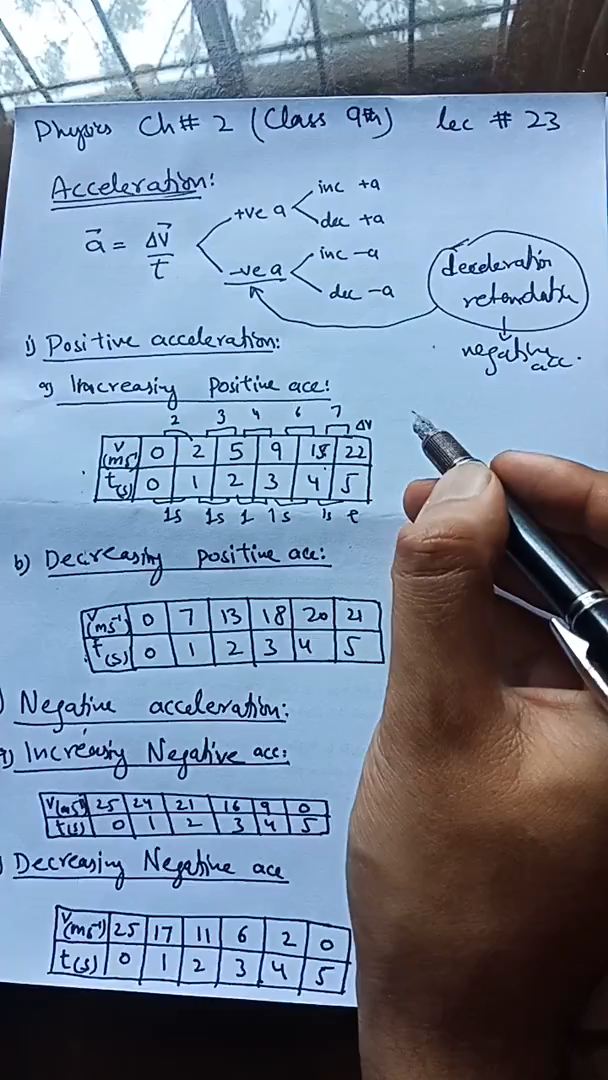 Physics Ch# 2 (Class 9th) lec # 23
Acceleration:
a⃗ = Δv⃗ / t
+ve a
inc +a
dec +a
-ve a
inc -a
dec -a
deceleration
retardation
negative acc.
i) Positive acceleration:
a) Increasing Positive acc:
2 3 4 6 7 ΔV
V (ms⁻¹) 0 2 5 9 15 22
t(s) 0 1 2 3 4 5
1s 1s 1 1s 1s t
b) Decreasing positive acc:
V (ms⁻¹) 0 7 13 18 20 21
t(s) 0 1 2 3 4 5
) Negative acceleration:
) Increasing Negative acc:
V(ms⁻¹) 25 24 21 16 9 0
t(s) 0 1 2 3 4 5
) Decreasing Negative acc
V (ms⁻¹) 25 17 11 6 2 0
t(s) 0 1 2 3 4 5